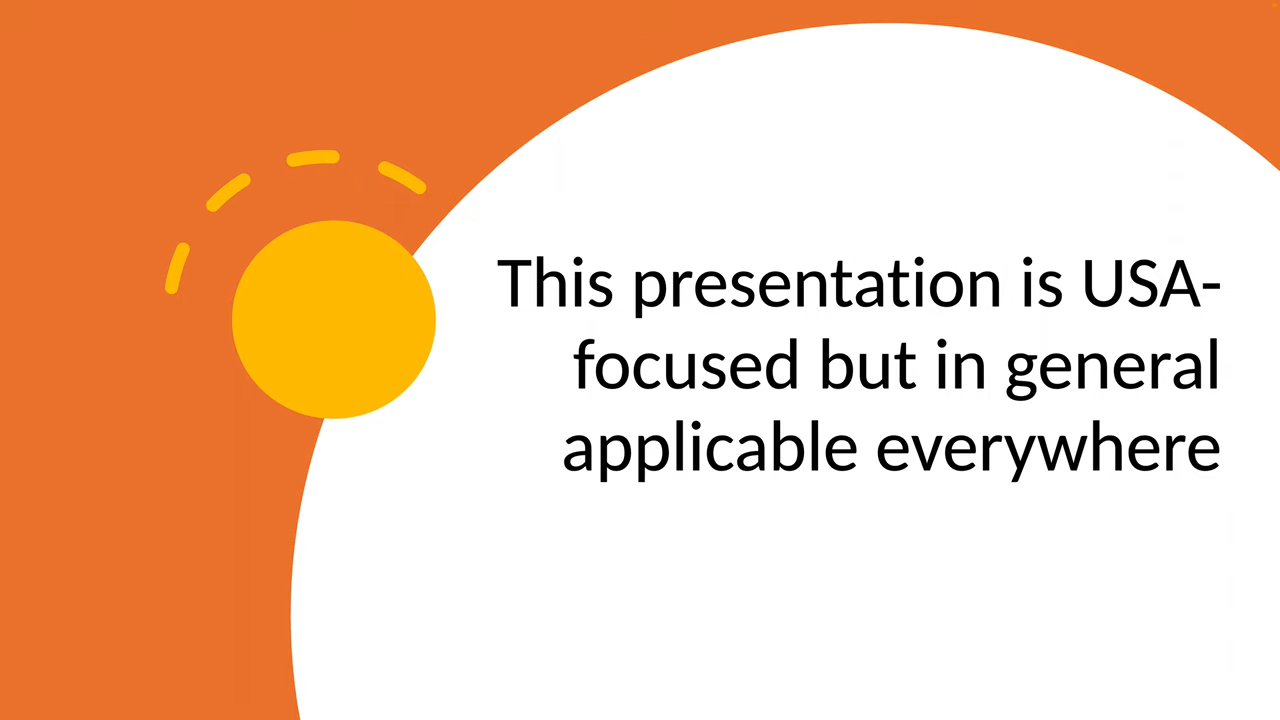 This presentation is USA-
focused but in general
applicable everywhere